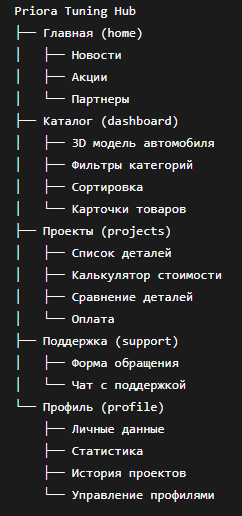 Priora Tuning Hub
├── Главная (home)
│   ├── Новости
│   ├── Акции
│   └── Партнеры
├── Каталог (dashboard)
│   ├── 3D модель автомобиля
│   ├── Фильтры категорий
│   ├── Сортировка
│   └── Карточки товаров
├── Проекты (projects)
│   ├── Список деталей
│   ├── Калькулятор стоимости
│   ├── Сравнение деталей
│   └── Оплата
├── Поддержка (support)
│   ├── Форма обращения
│   └── Чат с поддержкой
└── Профиль (profile)
    ├── Личные данные
    ├── Статистика
    ├── История проектов
    └── Управление профилями